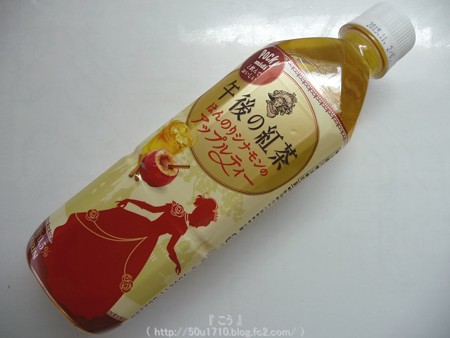 Pocky
午後の紅茶
ほんのりシナモンの
アップルティー
『 こう 』
( http://50u1710.blog.fc2.com/ )